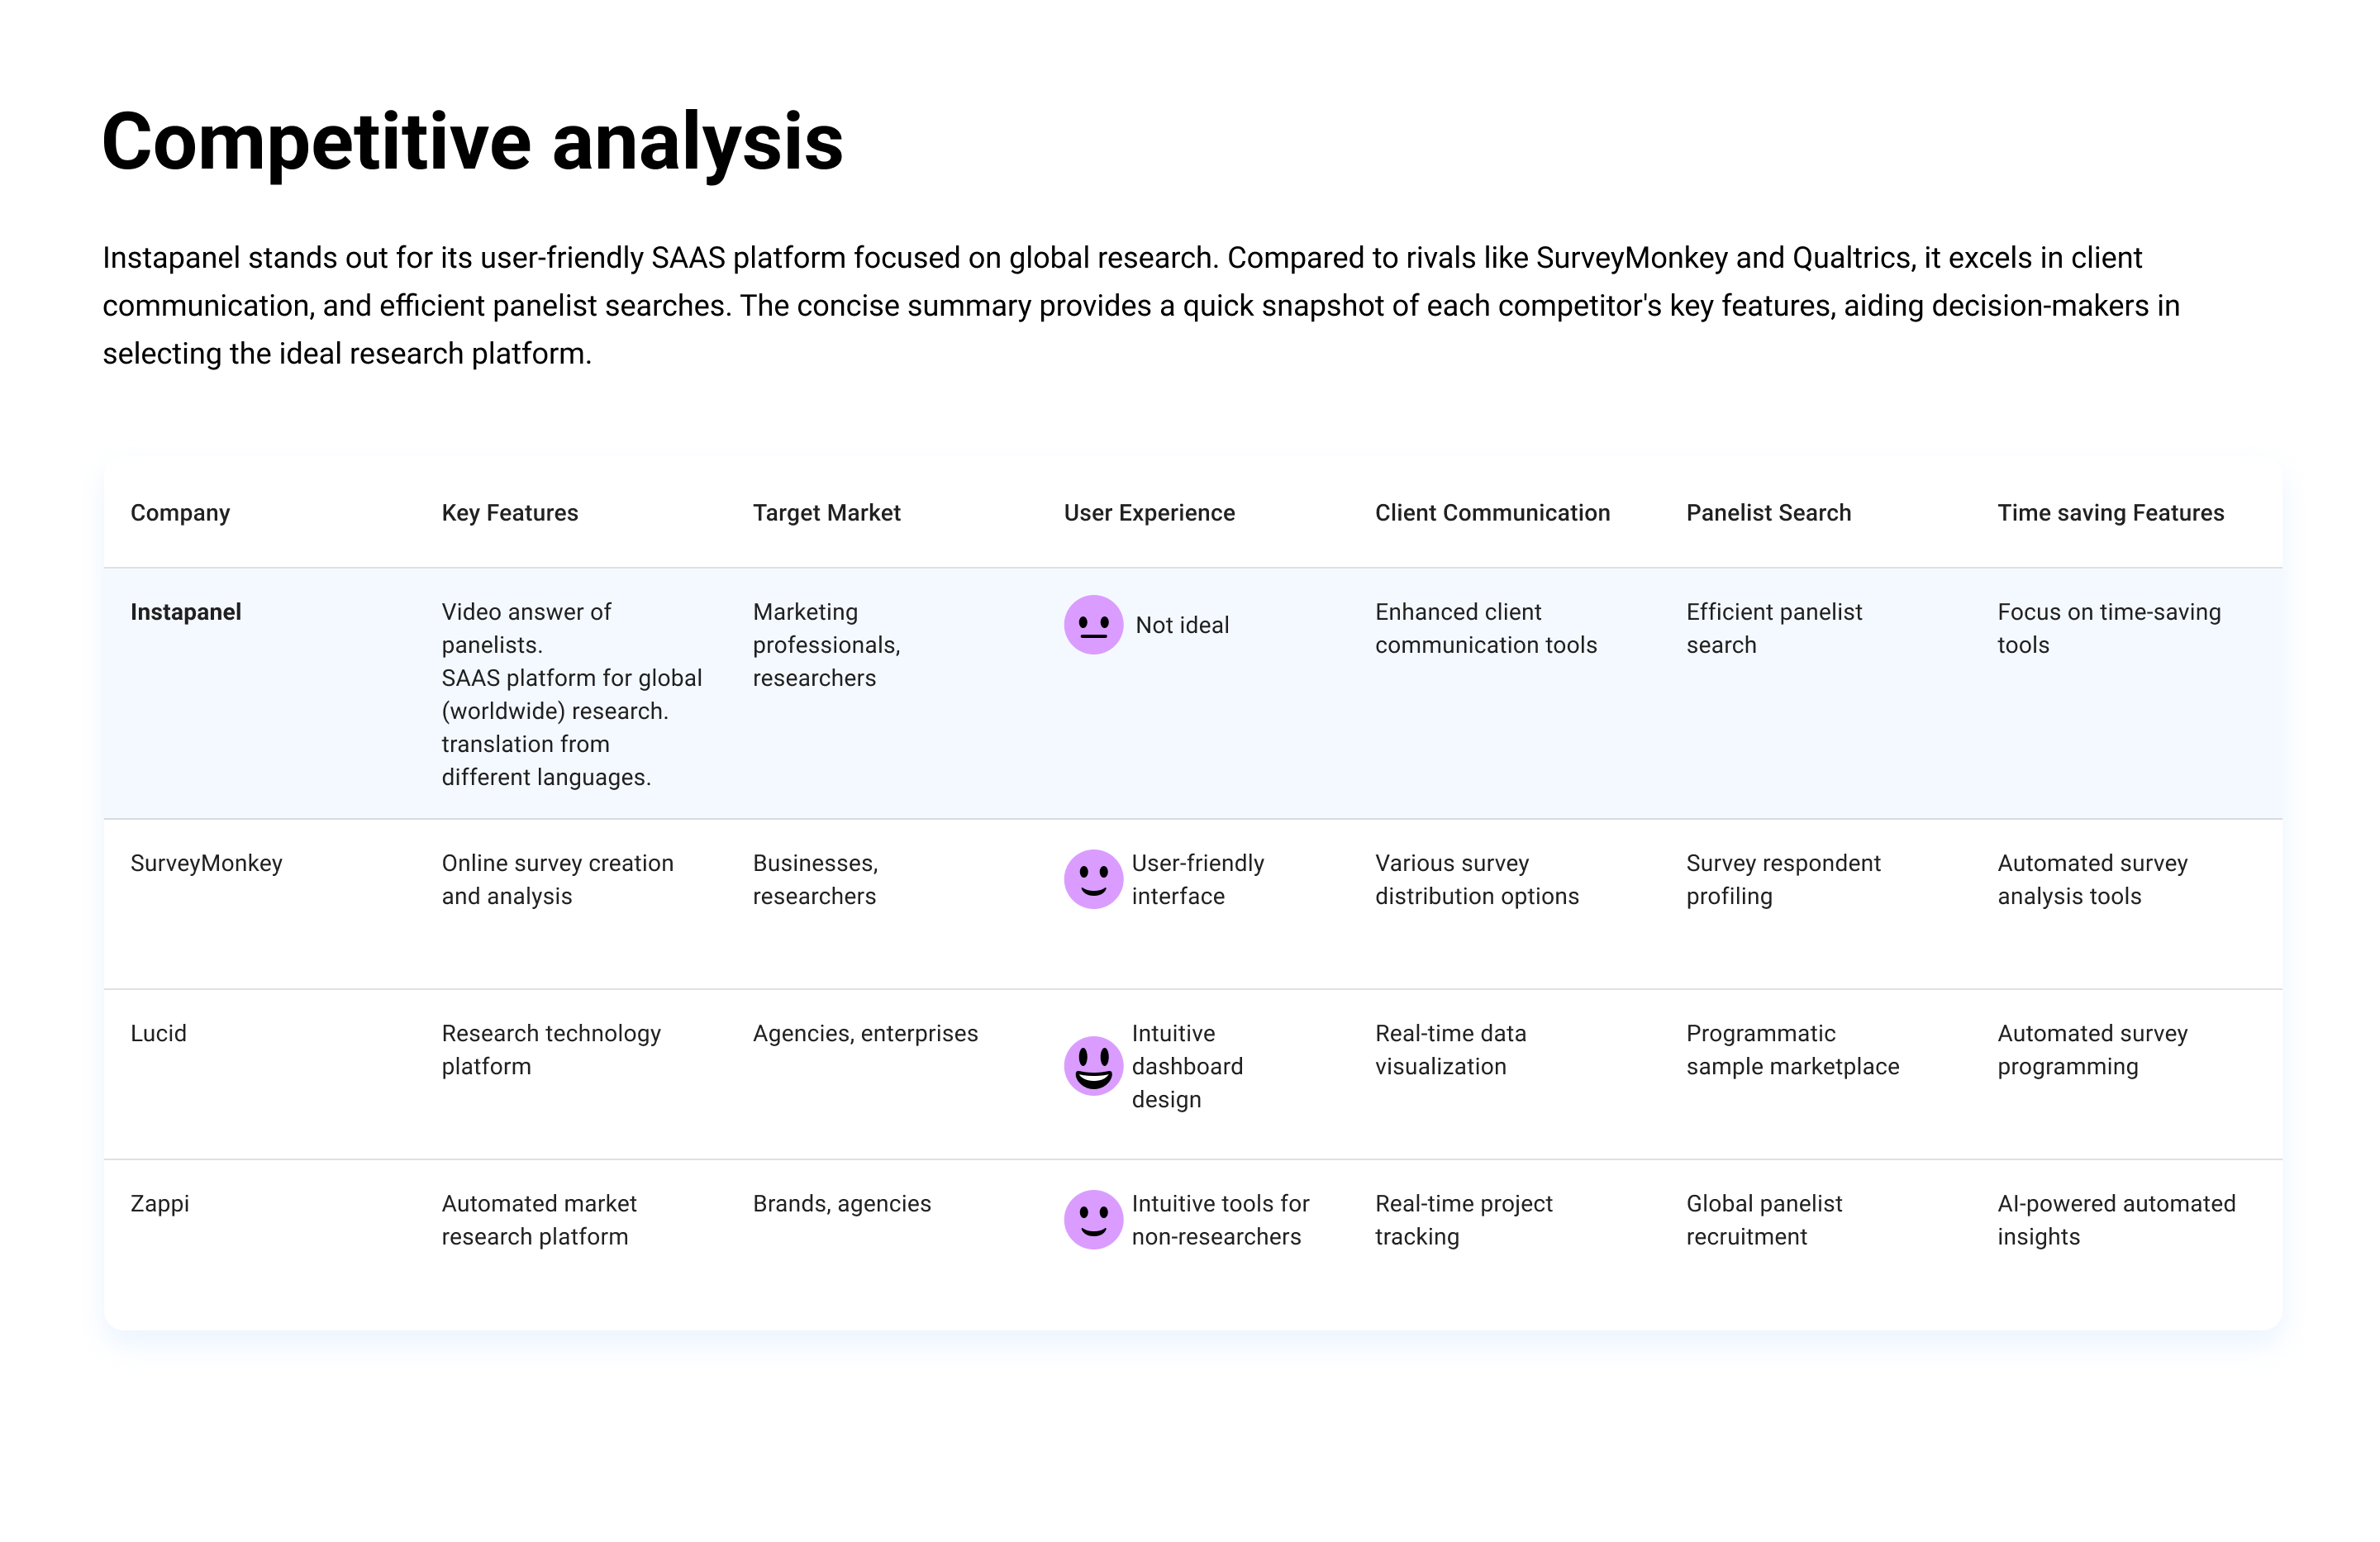 Competitive analysis
Instapanel stands out for its user-friendly SAAS platform focused on global research. Compared to rivals like SurveyMonkey and Qualtrics, it excels in client
communication, and efficient panelist searches. The concise summary provides a quick snapshot of each competitor's key features, aiding decision-makers in
selecting the ideal research platform.
Company
Key Features
Target Market
User Experience
Client Communication
Panelist Search
Time saving Features
Instapanel
Video answer of
panelists.
SAAS platform for global
(worldwide) research.
translation from
different languages.
Marketing
professionals,
researchers
Not ideal
Enhanced client
communication tools
Efficient panelist
search
Focus on time-saving
tools
SurveyMonkey
Online survey creation
and analysis
Businesses,
researchers
User-friendly
interface
Various survey
distribution options
Survey respondent
profiling
Automated survey
analysis tools
Lucid
Research technology
platform
Agencies, enterprises
Intuitive
dashboard
design
Real-time data
visualization
Programmatic
sample marketplace
Automated survey
programming
Zappi
Automated market
research platform
Brands, agencies
Intuitive tools for
non-researchers
Real-time project
tracking
Global panelist
recruitment
AI-powered automated
insights